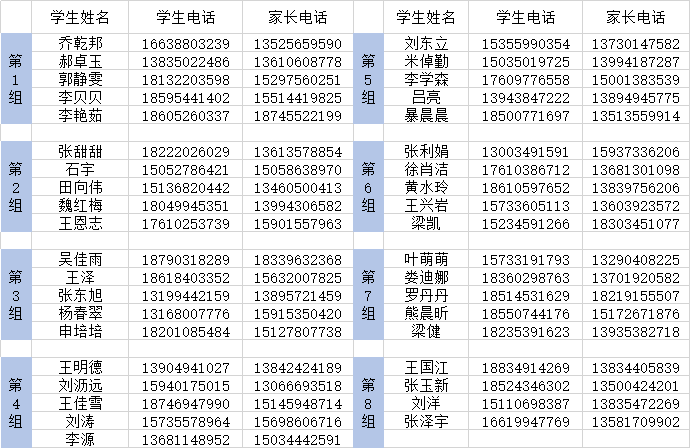 学生姓名 学生电话 家长电话 学生姓名 学生电话 家长电话
第1组 乔乾邦 16638803239 13525659590 第5组 刘东立 15355990354 13730147582
郝卓玉 13835022486 13610608778 米倬勤 15035019725 13994187287
郭静雯 18132203598 15297560251 李学森 17609776558 15001383539
李贝贝 18595441402 15514419825 吕亮 13943847222 13894945775
李艳茹 18605260337 18745522199 暴晨晨 18500771697 13513559914
第2组 张甜甜 18222026029 13613578854 第6组 张利娟 13003491591 15937336206
石宇 15052786421 15058638970 徐肖洁 17610386712 13681301098
田向伟 15136820442 13460500413 黄水玲 18610597652 13839756206
魏红梅 18049945351 13994306582 王兴岩 15733605113 13603923572
王恩志 17610253739 15901557963 梁凯 15234591266 18303451077
第3组 吴佳雨 18790318289 18339632368 第7组 叶萌萌 15733191793 13290408225
王泽 18618403352 15632007825 娄迪娜 18360298763 13701920582
张东旭 13199442159 13895721459 罗丹丹 18514531629 18219155507
杨春翠 13168007776 15915350420 熊晨昕 18550744176 15172671876
申培培 18201085484 15127807738 梁健 18235391623 13935382718
第4组 王明德 13904941027 13842424189 第8组 王国江 18834914269 13834405839
刘沥远 15940175015 13066693518 张玉新 18524346302 13500424201
王佳雪 18746947990 15145948714 刘洋 15110698387 13835472269
刘涛 15735578964 15698606716 张泽宇 16619947769 13581709902
李源 13681148952 15034442591